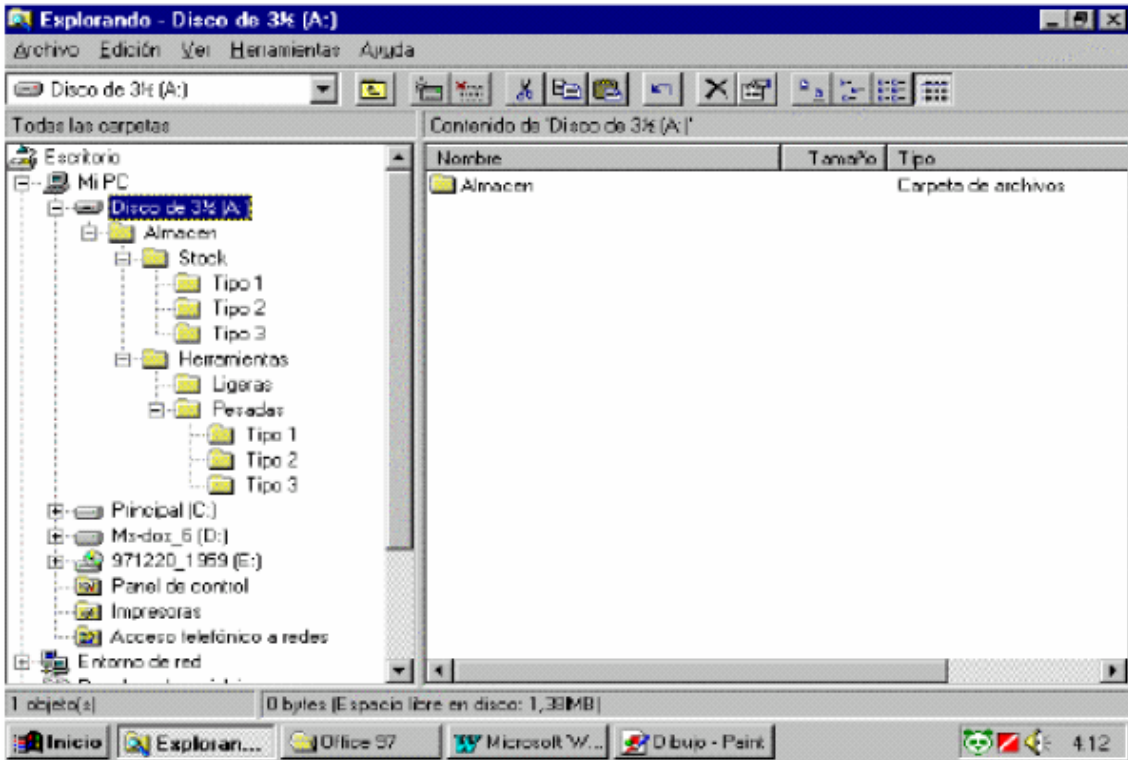 Explorando - Disco de 3½ (A:)
Archivo Edición Ver Herramientas Ayuda
Disco de 3½ (A:)
Todas las carpetas
Contenido de 'Disco de 3½ (A:)'
Escritorio
Mi PC
Disco de 3½ (A:)
Almacen
Stock
Tipo 1
Tipo 2
Tipo 3
Herramientas
Ligeras
Pesadas
Tipo 1
Tipo 2
Tipo 3
Principal (C:)
Ms-dos_6 (D:)
971220_1959 (E:)
Panel de control
Impresoras
Acceso telefónico a redes
Entorno de red
Nombre Tamaño Tipo
Almacen Carpeta de archivos
1 objeto(s) 0 bytes (Espacio libre en disco: 1,38MB)
Inicio Exploran... Office 97 Microsoft W... Dibujo - Paint 4:12